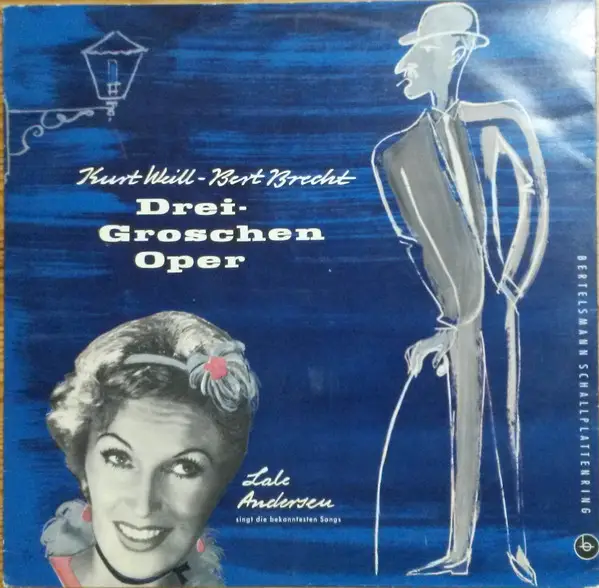 Kurt Weill - Bert Brecht
Drei-
Groschen
Oper
Lale
Andersen
singt die bekanntesten Songs
BERTELSMANN SCHALLPLATTENRING